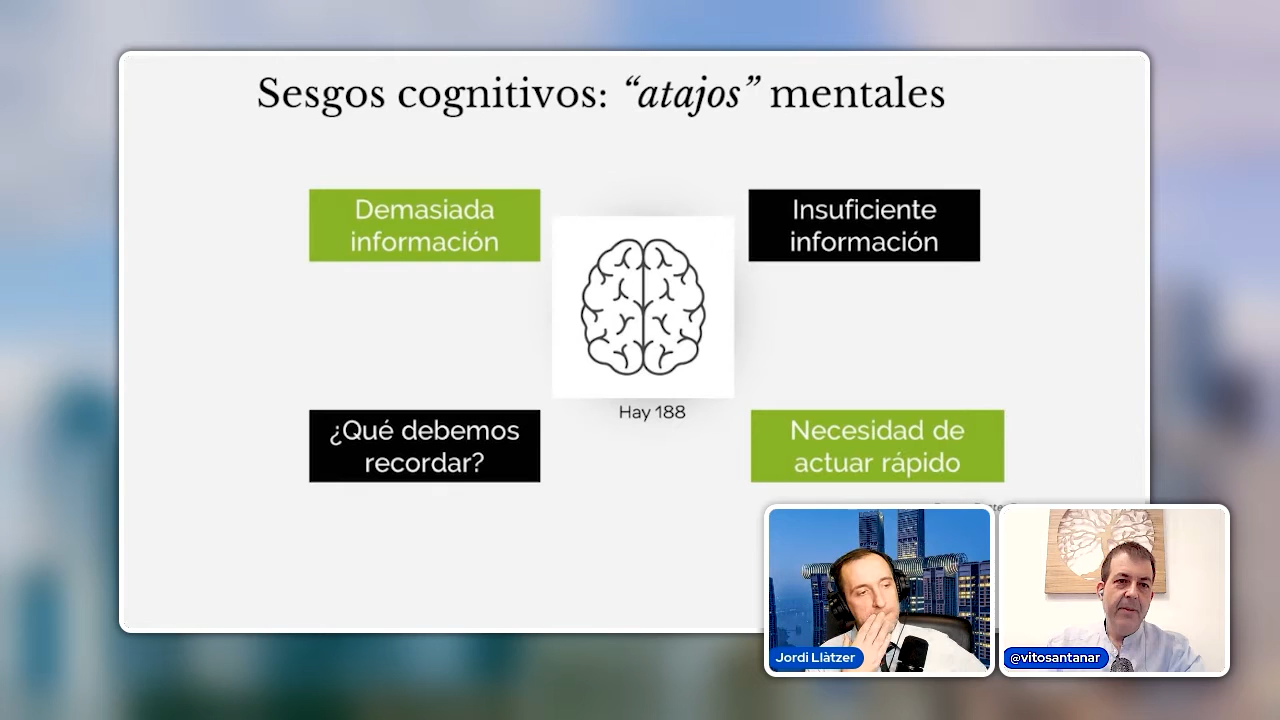 Sesgos cognitivos: “atajos” mentales
Demasiada
información
Insuficiente
información
Hay 188
¿Qué debemos
recordar?
Necesidad de
actuar rápido
Jordi Llàtzer
@vitosantanar